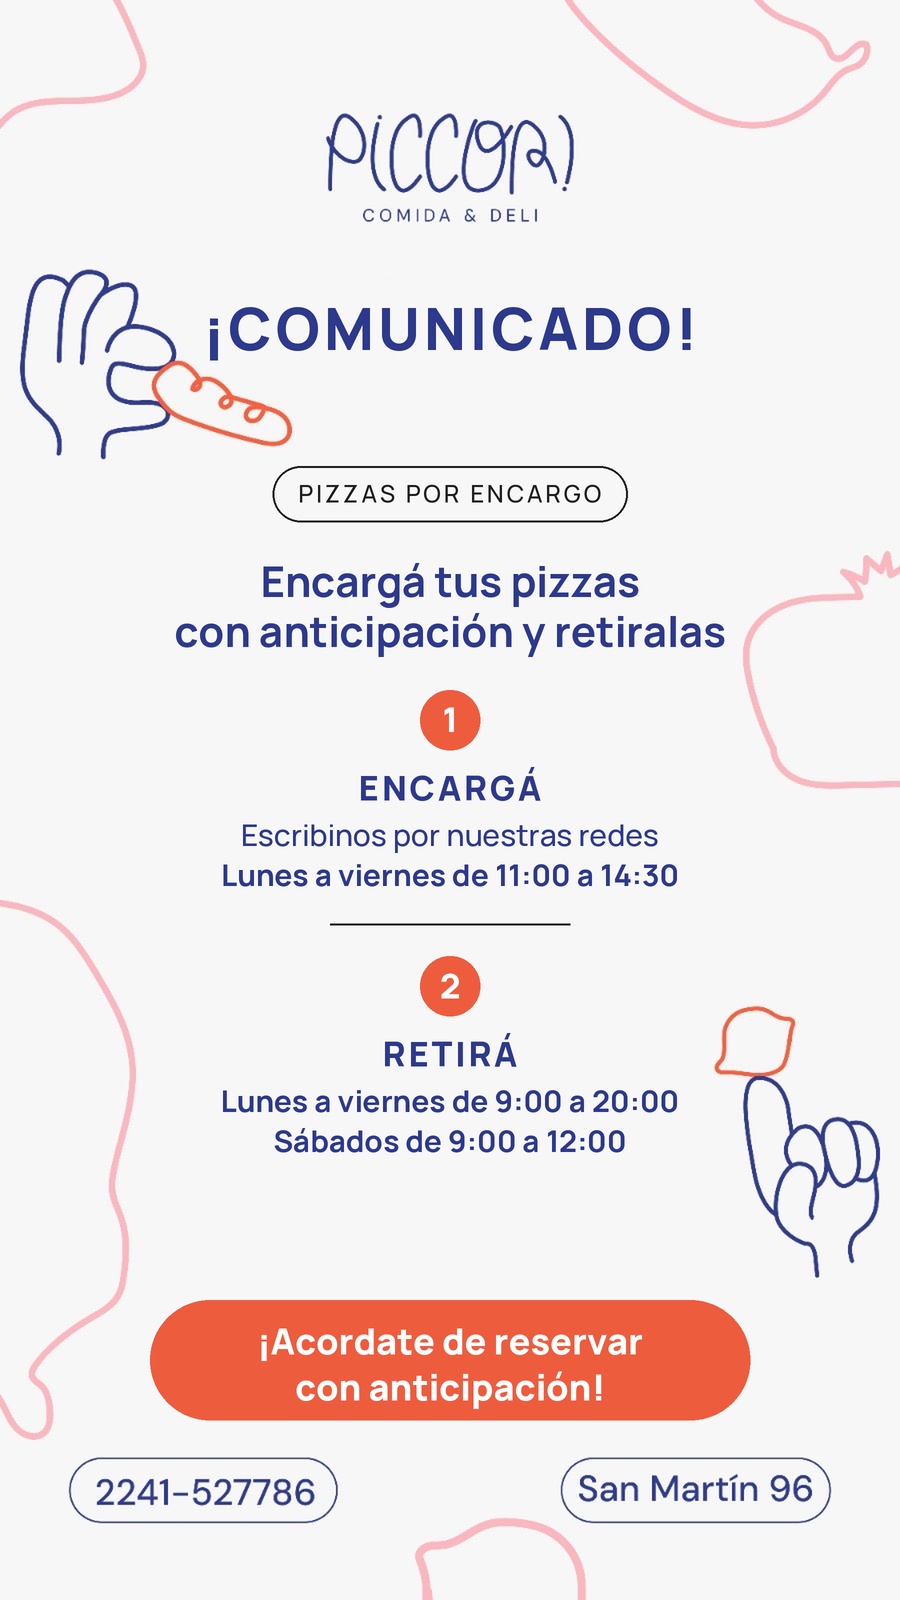 PICCOR!
COMIDA & DELI
¡COMUNICADO!
PIZZAS POR ENCARGO
Encargá tus pizzas
con anticipación y retiralas
1
ENCARGÁ
Escribinos por nuestras redes
Lunes a viernes de 11:00 a 14:30
2
RETIRÁ
Lunes a viernes de 9:00 a 20:00
Sábados de 9:00 a 12:00
¡Acordate de reservar
con anticipación!
2241-527786
San Martín 96